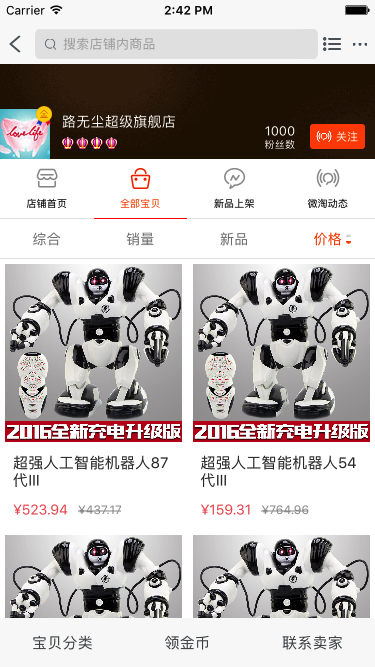 Carrier 2:42 PM
搜索店铺内商品
金
love life
路无尘超级旗舰店
1000
粉丝数
关注
店铺首页 全部宝贝 新品上架 微淘动态
综合 销量 新品 价格
2016全新充电升级版 2016全新充电升级版
超强人工智能机器人87 超强人工智能机器人54
代III 代III
¥523.94 ¥437.17 ¥159.31 ¥764.96
宝贝分类 领金币 联系卖家